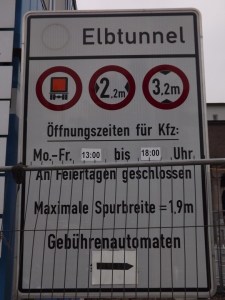 Elbtunnel
2,2m 3,2m
Öffnungszeiten für Kfz:
Mo.-Fr. 13:00 bis 18:00 Uhr
An Feiertagen geschlossen
Maximale Spurbreite = 1,9m
Gebührenautomaten